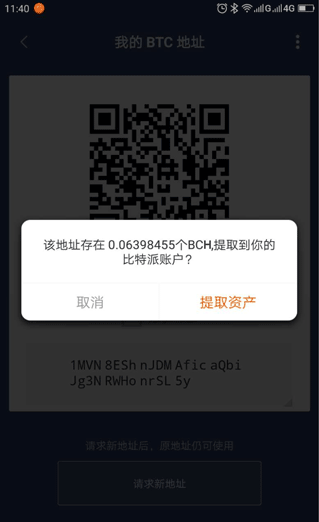 11:40 G 4G
我的 BTC 地址
该地址存在 0.06398455个BCH,提取到你的
比特派账户？
取消 提取资产
1MVN 8ESh nJDM Afic aQbi
Jg3N RWHo nrSL 5y
请求新地址后，原地址仍可使用
请求新地址